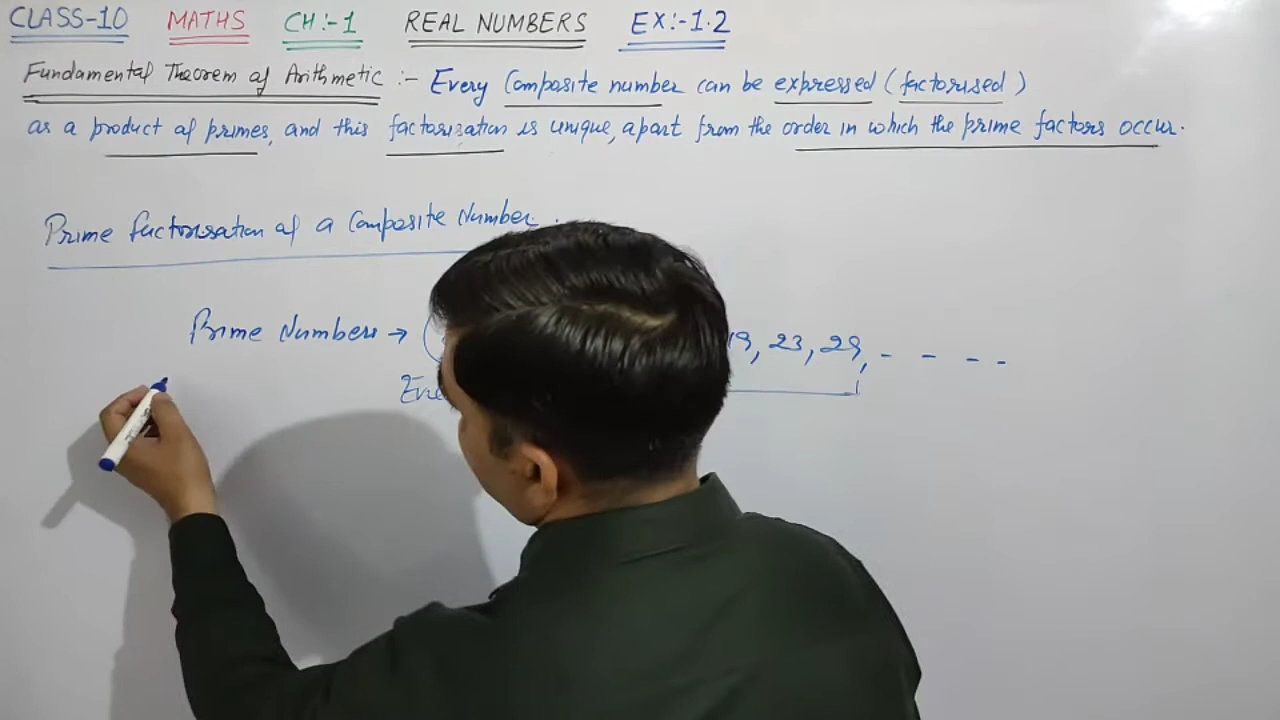 CLASS-10 MATHS CH:-1 REAL NUMBERS EX:-1.2
Fundamental Theorem of Arithmetic :- Every Composite number can be expressed (factorised)
as a product of primes, and this factorization is unique, apart from the order in which the prime factors occur.
Prime factorisation of a Composite Number.
Prime Numbers → ( 19, 23, 29, - - - -